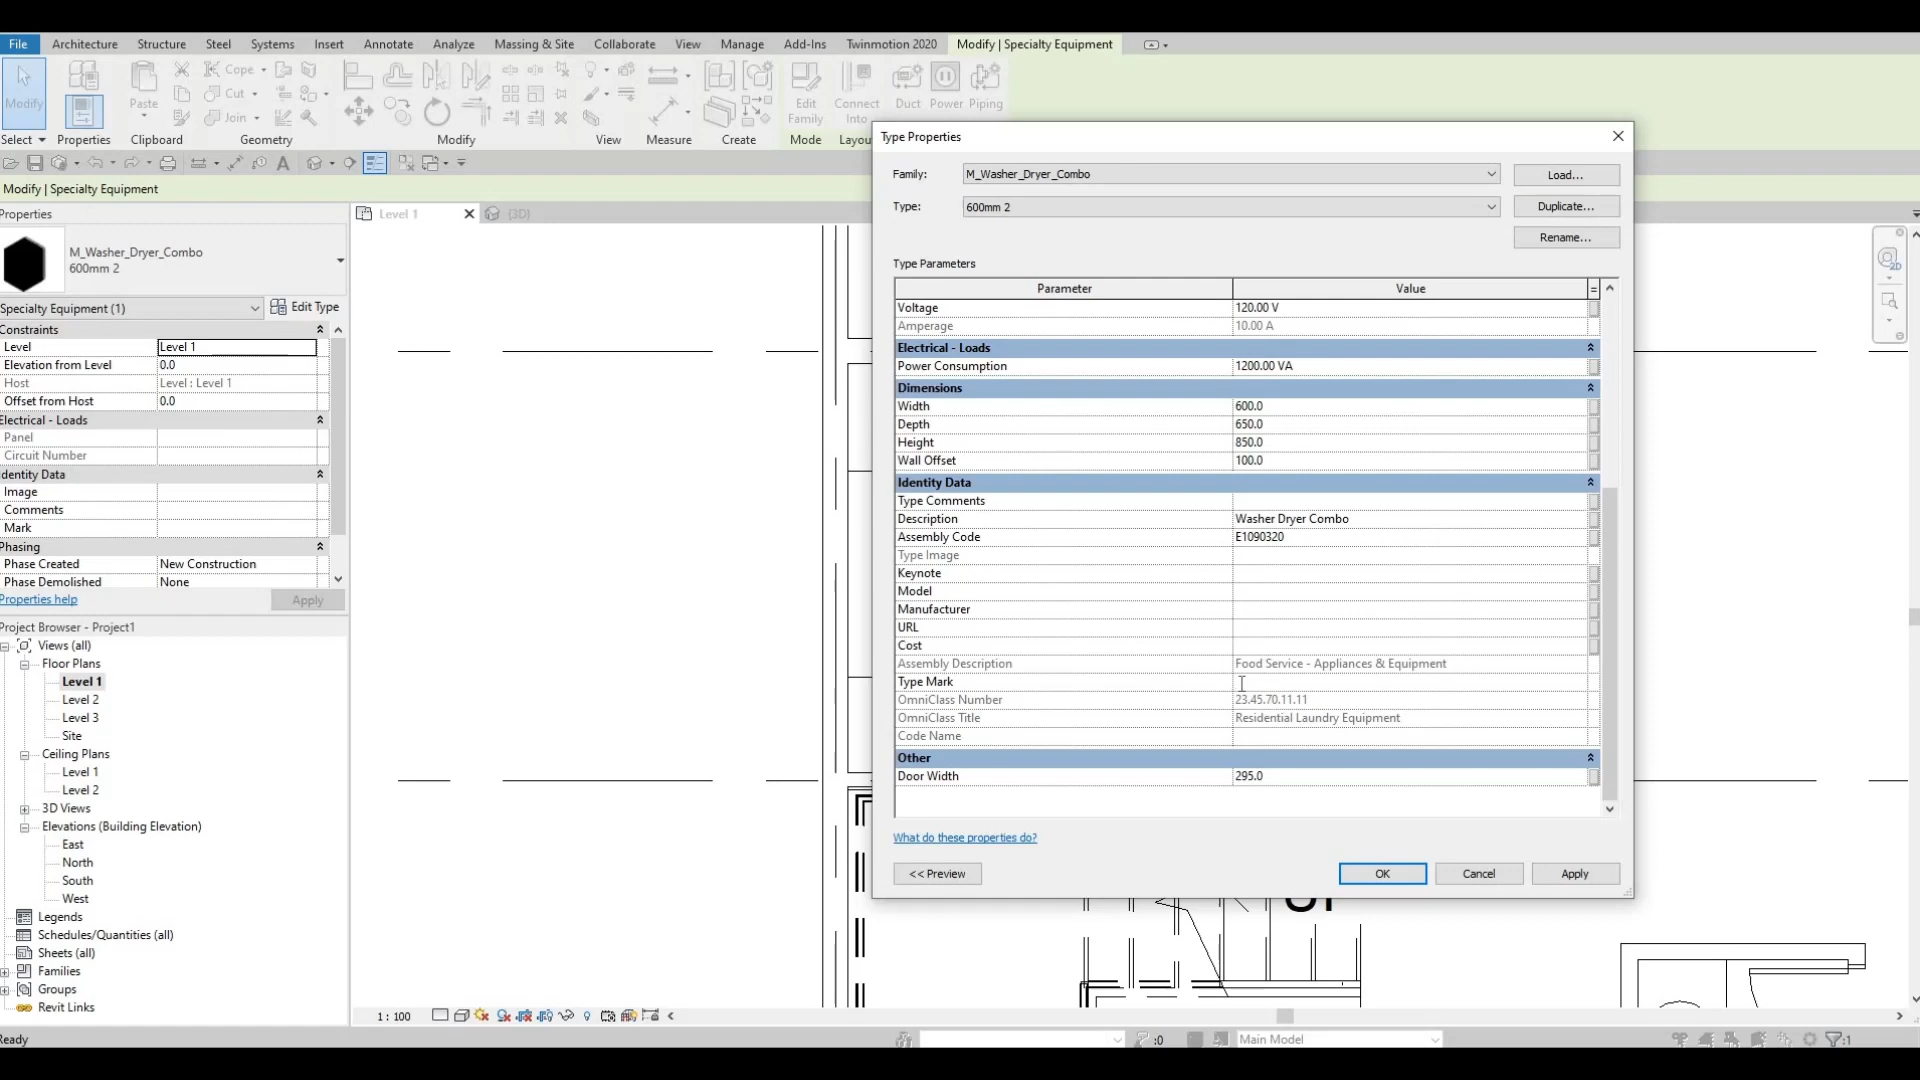 File Architecture Structure Steel Systems Insert Annotate Analyze Massing & Site Collaborate View Manage Add-Ins Twinmotion 2020 Modify | Specialty Equipment
Modify Paste Cope Cut Join Edit Family Connect Into Duct Power Piping
Select Properties Clipboard Geometry Modify View Measure Create Mode Layou
Modify | Specialty Equipment
Properties
M_Washer_Dryer_Combo
600mm 2
Specialty Equipment (1) Edit Type
Constraints
Level Level 1
Elevation from Level 0.0
Host Level : Level 1
Offset from Host 0.0
Electrical - Loads
Panel
Circuit Number
Identity Data
Image
Comments
Mark
Phasing
Phase Created New Construction
Phase Demolished None
Properties help Apply
Project Browser - Project1
Views (all)
Floor Plans
Level 1
Level 2
Level 3
Site
Ceiling Plans
Level 1
Level 2
3D Views
Elevations (Building Elevation)
East
North
South
West
Legends
Schedules/Quantities (all)
Sheets (all)
Families
Groups
Revit Links
Level 1 {3D}
Type Properties
Family: M_Washer_Dryer_Combo Load...
Type: 600mm 2 Duplicate...
Rename...
Type Parameters
Parameter Value =
Voltage 120.00 V
Amperage 10.00 A
Electrical - Loads
Power Consumption 1200.00 VA
Dimensions
Width 600.0
Depth 650.0
Height 850.0
Wall Offset 100.0
Identity Data
Type Comments
Description Washer Dryer Combo
Assembly Code E1090320
Type Image
Keynote
Model
Manufacturer
URL
Cost
Assembly Description Food Service - Appliances & Equipment
Type Mark
OmniClass Number 23.45.70.11.11
OmniClass Title Residential Laundry Equipment
Code Name
Other
Door Width 295.0
What do these properties do?
<< Preview OK Cancel Apply
2D
1 : 100
Ready :0 Main Model :1